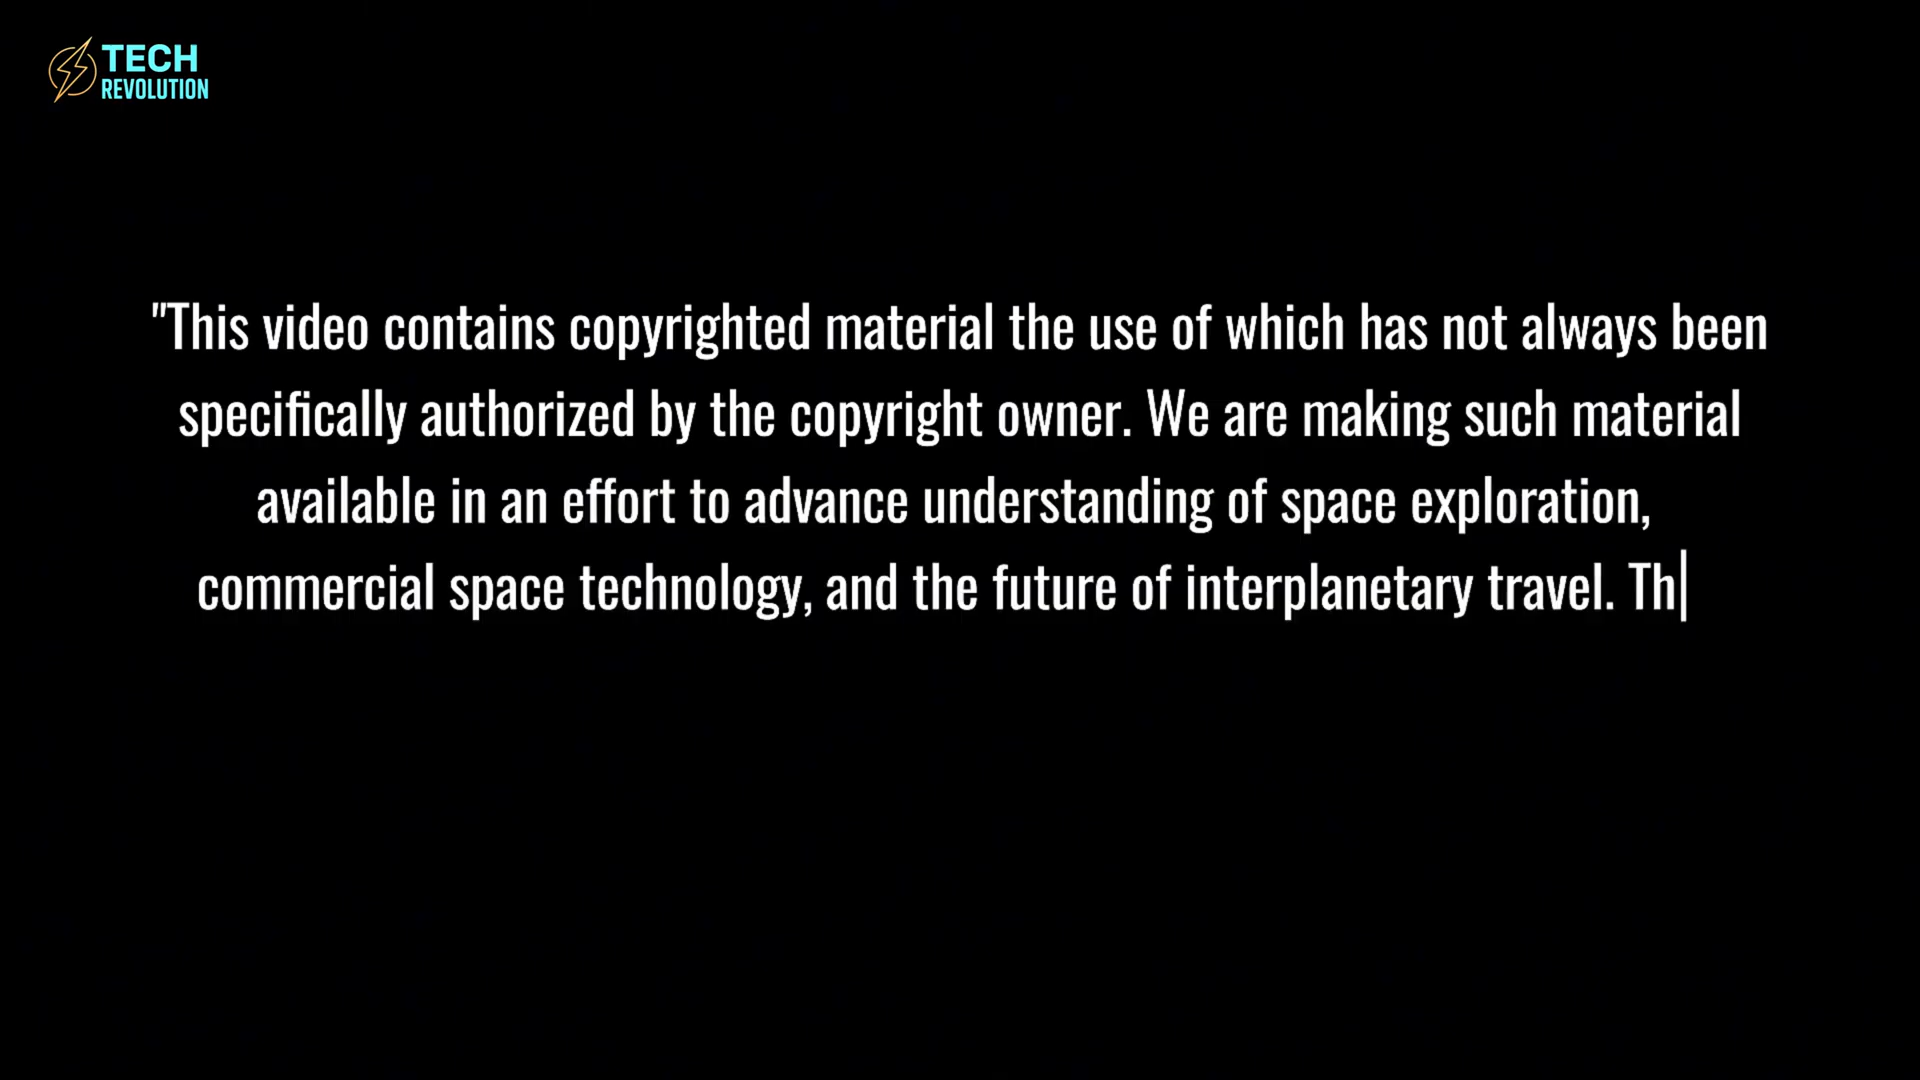 TECH
REVOLUTION
"This video contains copyrighted material the use of which has not always been
specifically authorized by the copyright owner. We are making such material
available in an effort to advance understanding of space exploration,
commercial space technology, and the future of interplanetary travel. Th